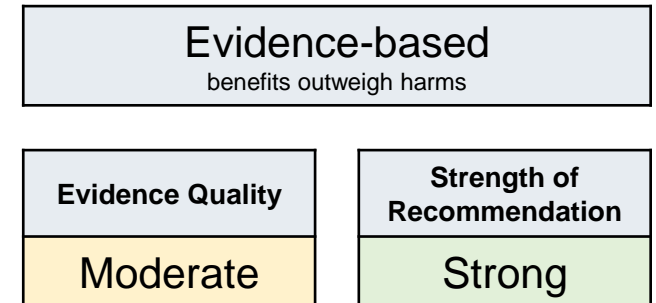 Evidence-based
benefits outweigh harms
Evidence Quality
Strength of
Recommendation
Moderate
Strong